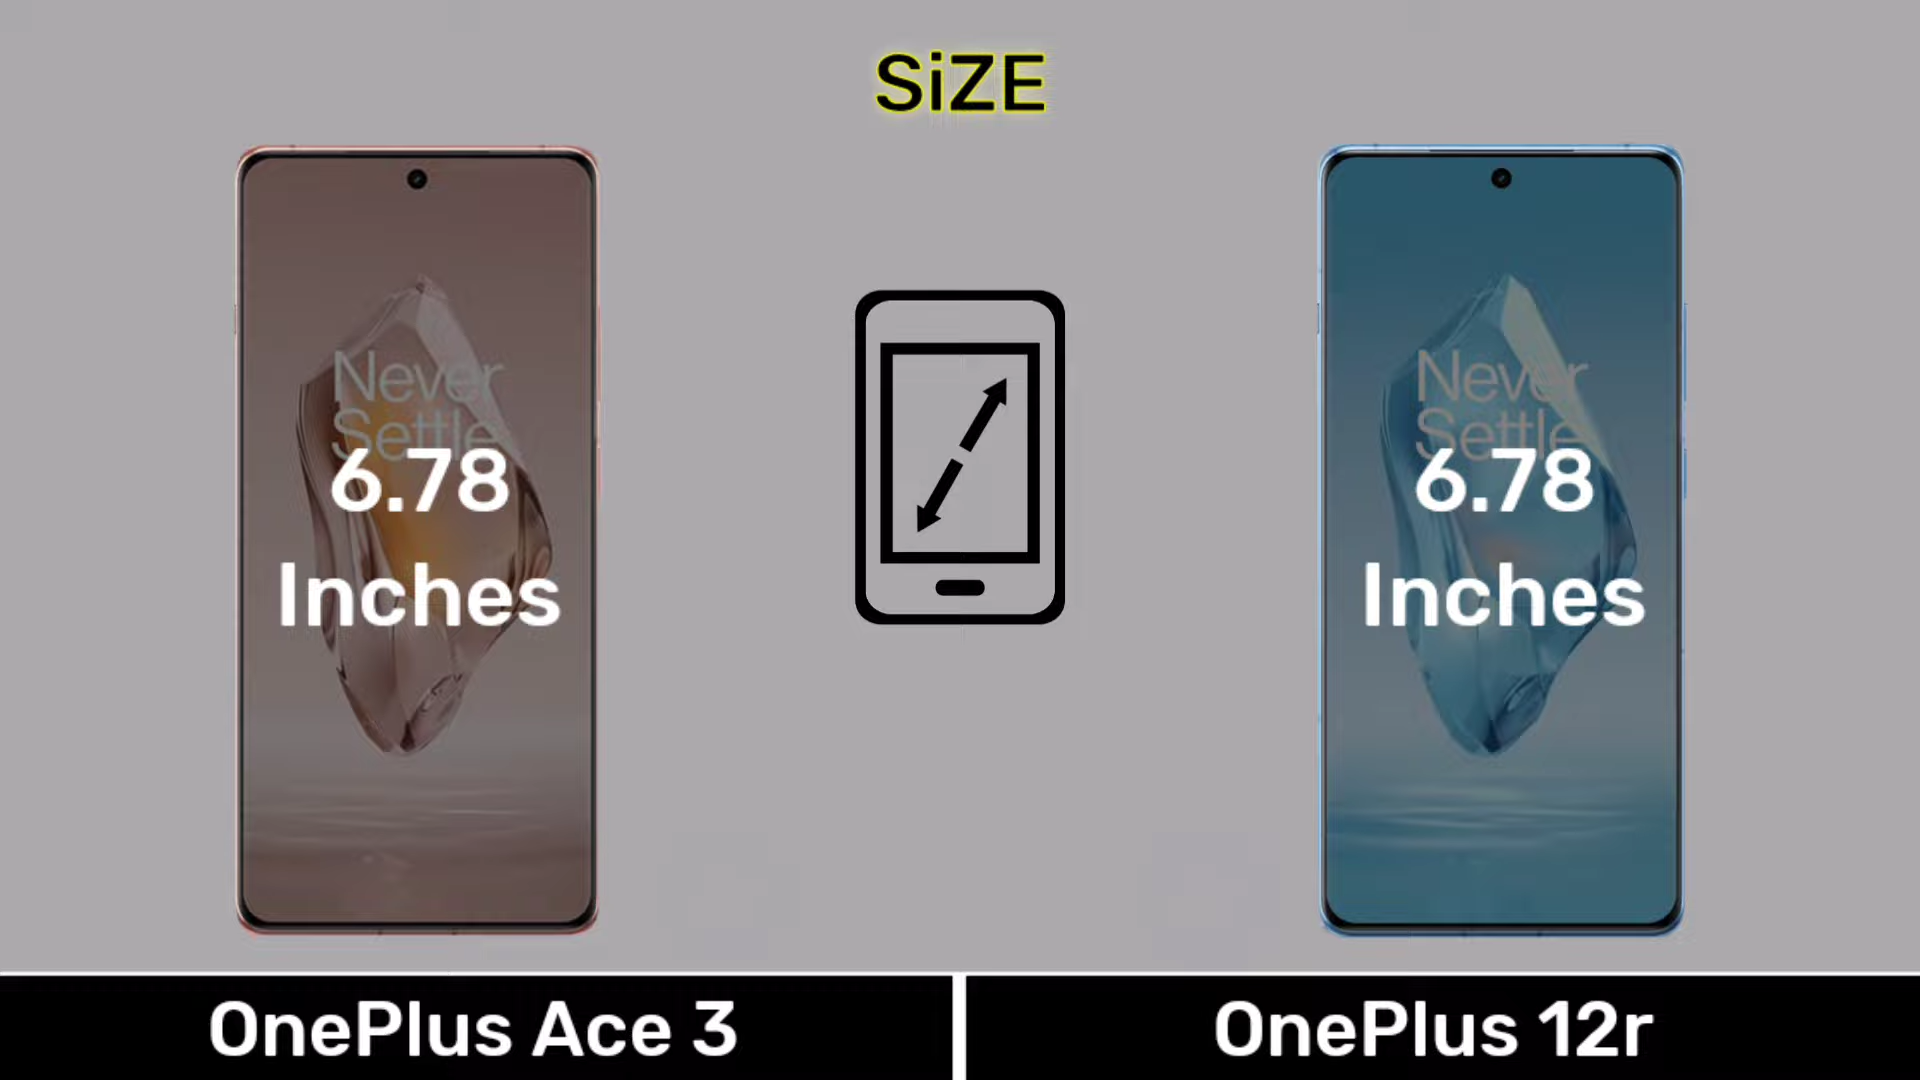 SiZE
Never
Settle
6.78
Inches
Never
Settle
6.78
Inches
OnePlus Ace 3
OnePlus 12r